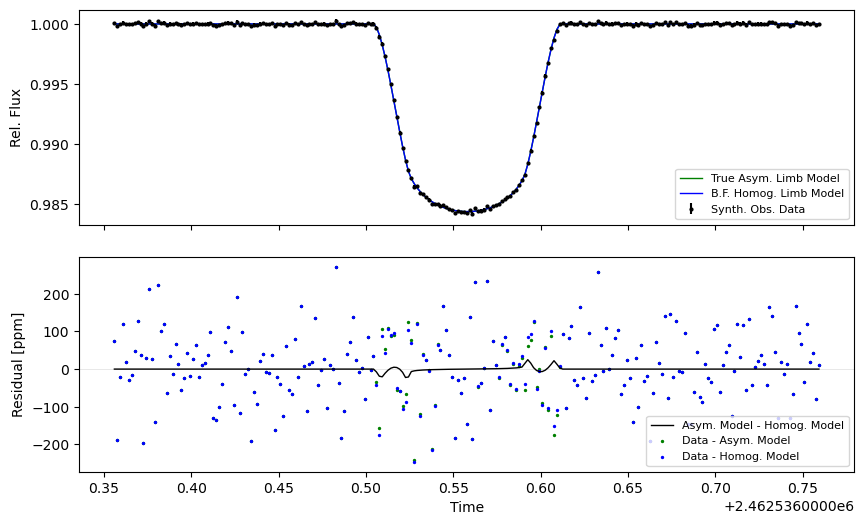 1.000
0.995
0.990
0.985
Rel. Flux
True Asym. Limb Model
B.F. Homog. Limb Model
Synth. Obs. Data
200
100
0
−100
−200
Residual [ppm]
Asym. Model - Homog. Model
Data - Asym. Model
Data - Homog. Model
0.35 0.40 0.45 0.50 0.55 0.60 0.65 0.70 0.75
Time
+2.4625360000e6